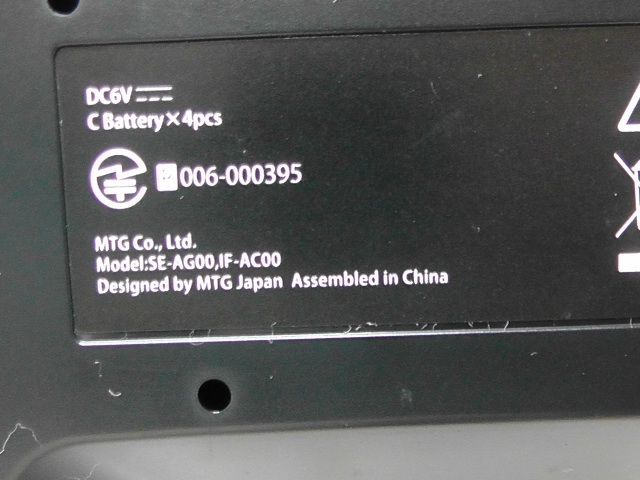 DC6V
C Battery×4pcs
006-000395
MTG Co., Ltd.
Model:SE-AG00,IF-AC00
Designed by MTG Japan Assembled in China